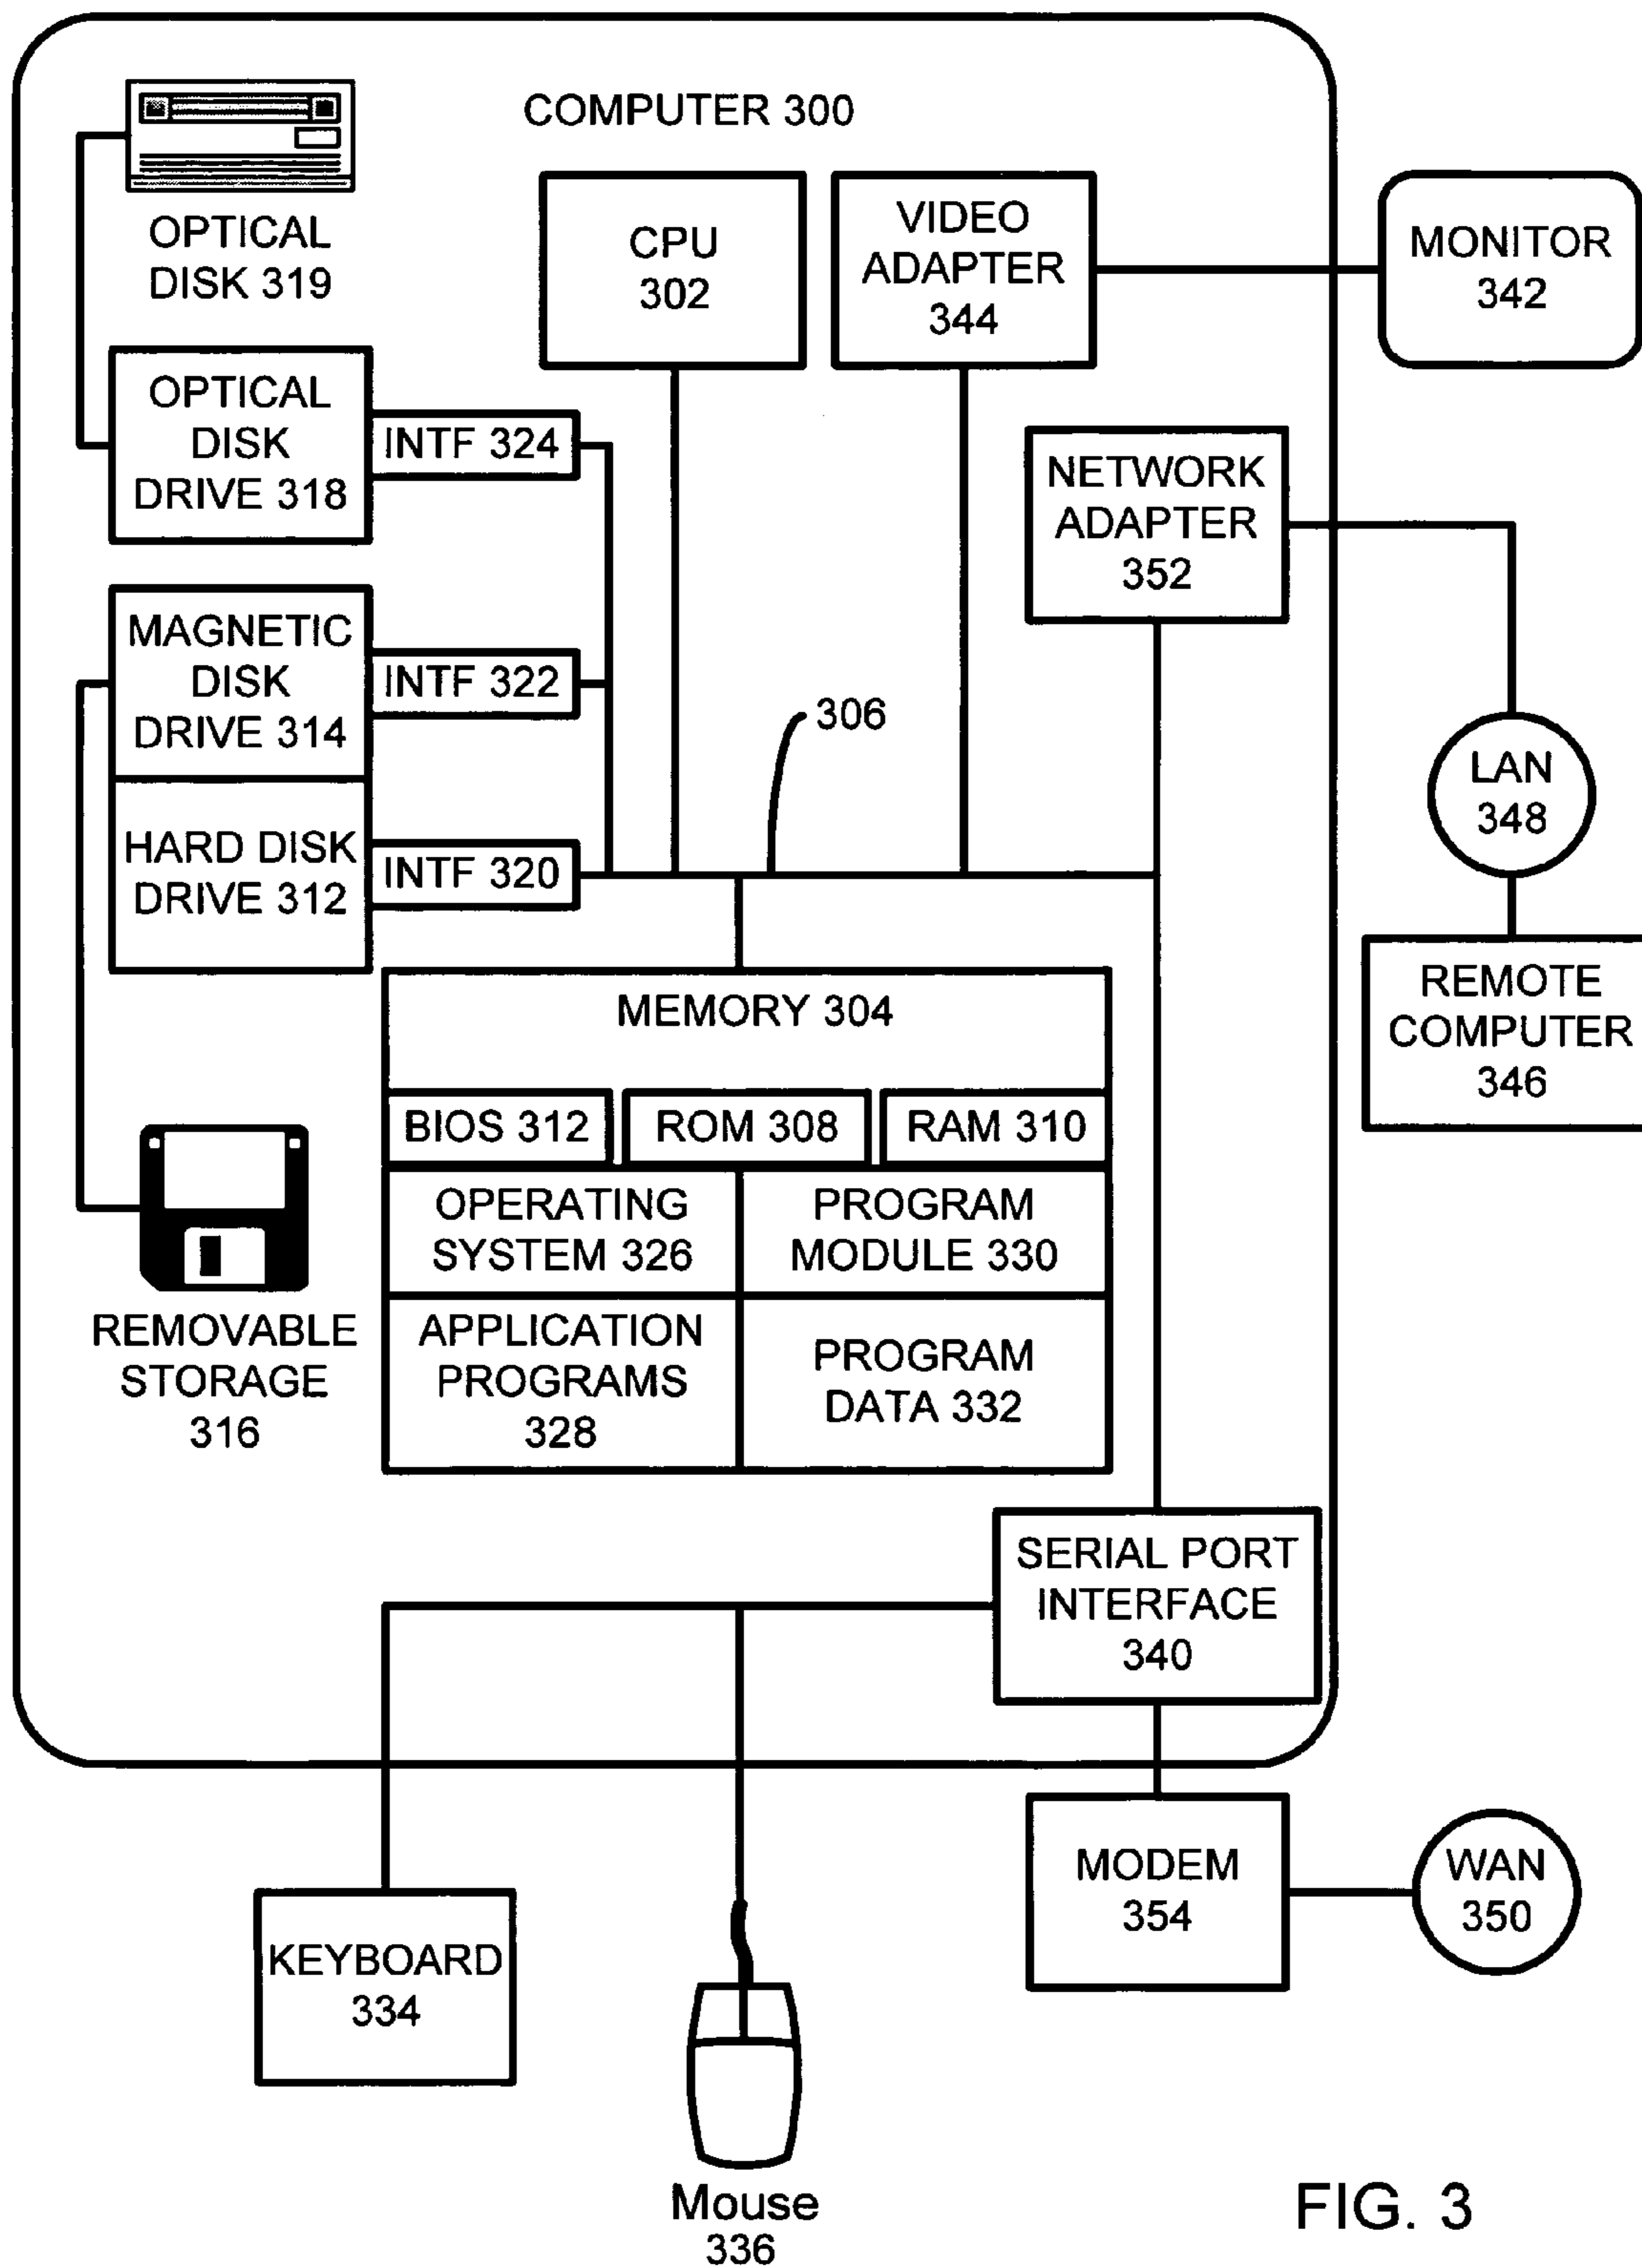 COMPUTER 300
OPTICAL
DISK 319
CPU
302
VIDEO
ADAPTER
344
MONITOR
342
OPTICAL
DISK
DRIVE 318
INTF 324
NETWORK
ADAPTER
352
MAGNETIC
DISK
DRIVE 314
INTF 322
306
LAN
348
HARD DISK
DRIVE 312
INTF 320
REMOTE
COMPUTER
346
MEMORY 304
BIOS 312
ROM 308
RAM 310
OPERATING
SYSTEM 326
PROGRAM
MODULE 330
REMOVABLE
STORAGE
316
APPLICATION
PROGRAMS
328
PROGRAM
DATA 332
SERIAL PORT
INTERFACE
340
MODEM
354
WAN
350
KEYBOARD
334
Mouse
336
FIG. 3